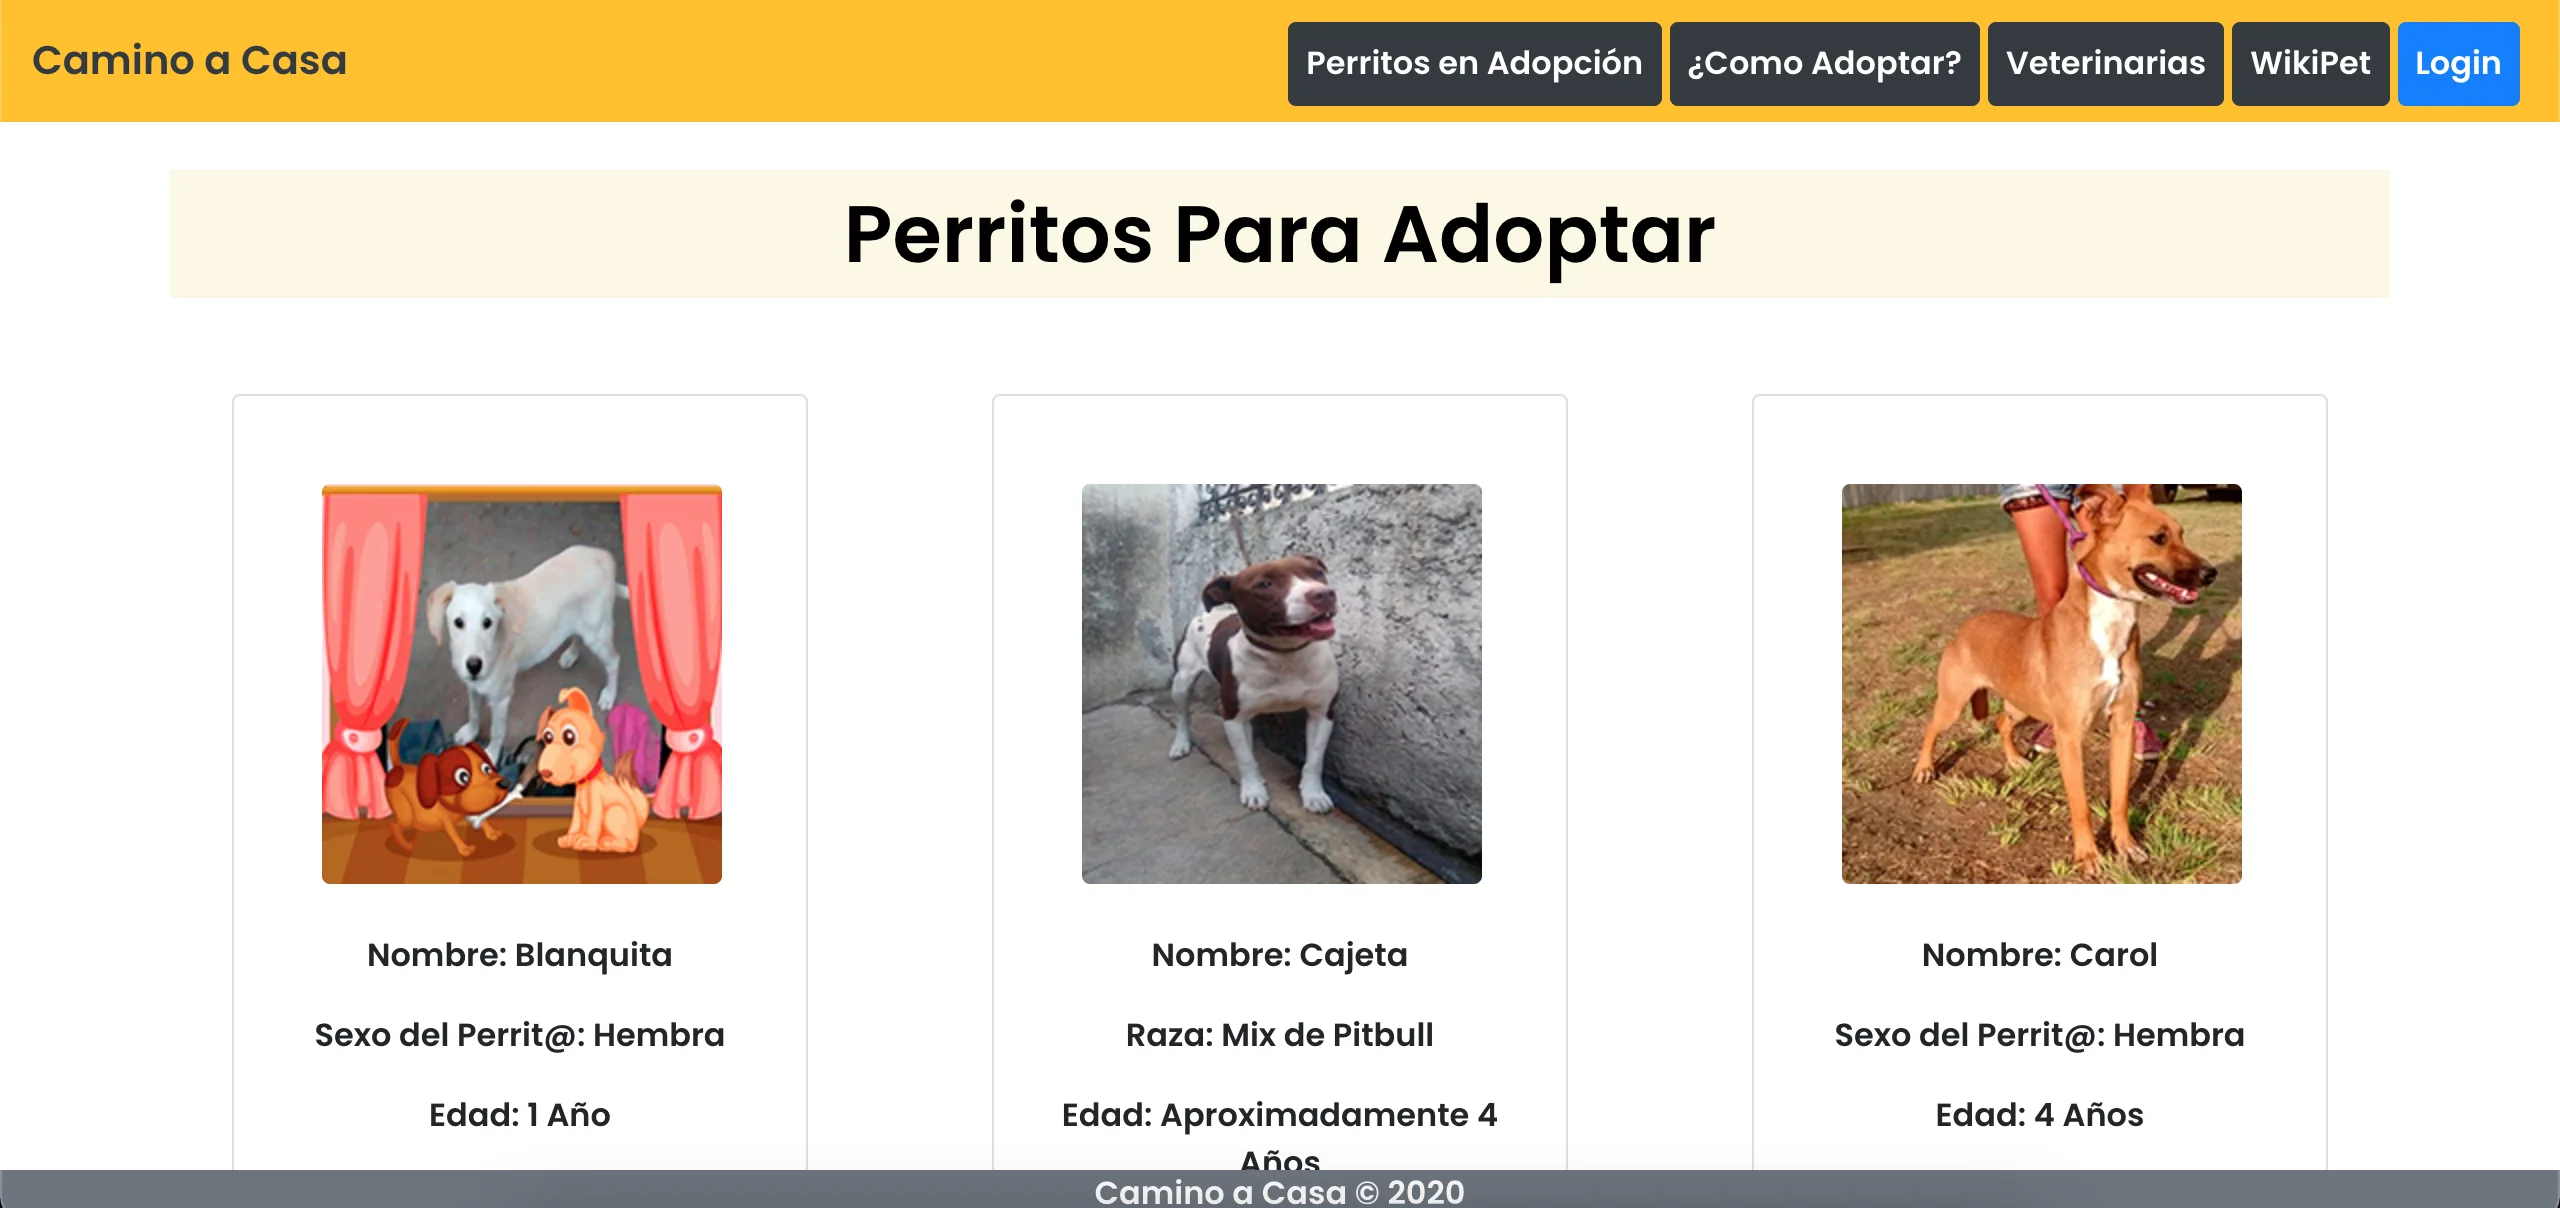 Camino a Casa
Perritos en Adopción
¿Como Adoptar?
Veterinarias
WikiPet
Login
Perritos Para Adoptar
Nombre: Blanquita
Sexo del Perrit@: Hembra
Edad: 1 Año
Nombre: Cajeta
Raza: Mix de Pitbull
Edad: Aproximadamente 4
Años
Nombre: Carol
Sexo del Perrit@: Hembra
Edad: 4 Años
Camino a Casa © 2020